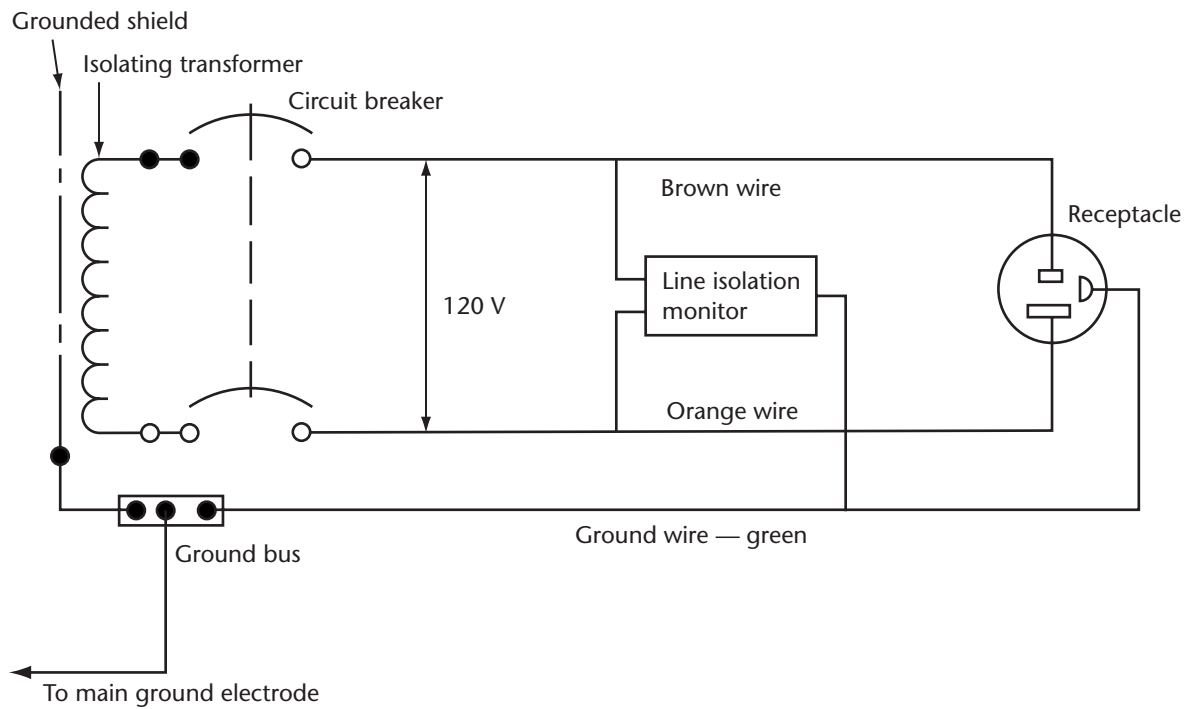 Grounded shield
Isolating transformer
Circuit breaker
Brown wire
Receptacle
Line isolation
monitor
120 V
Orange wire
Ground wire — green
Ground bus
To main ground electrode